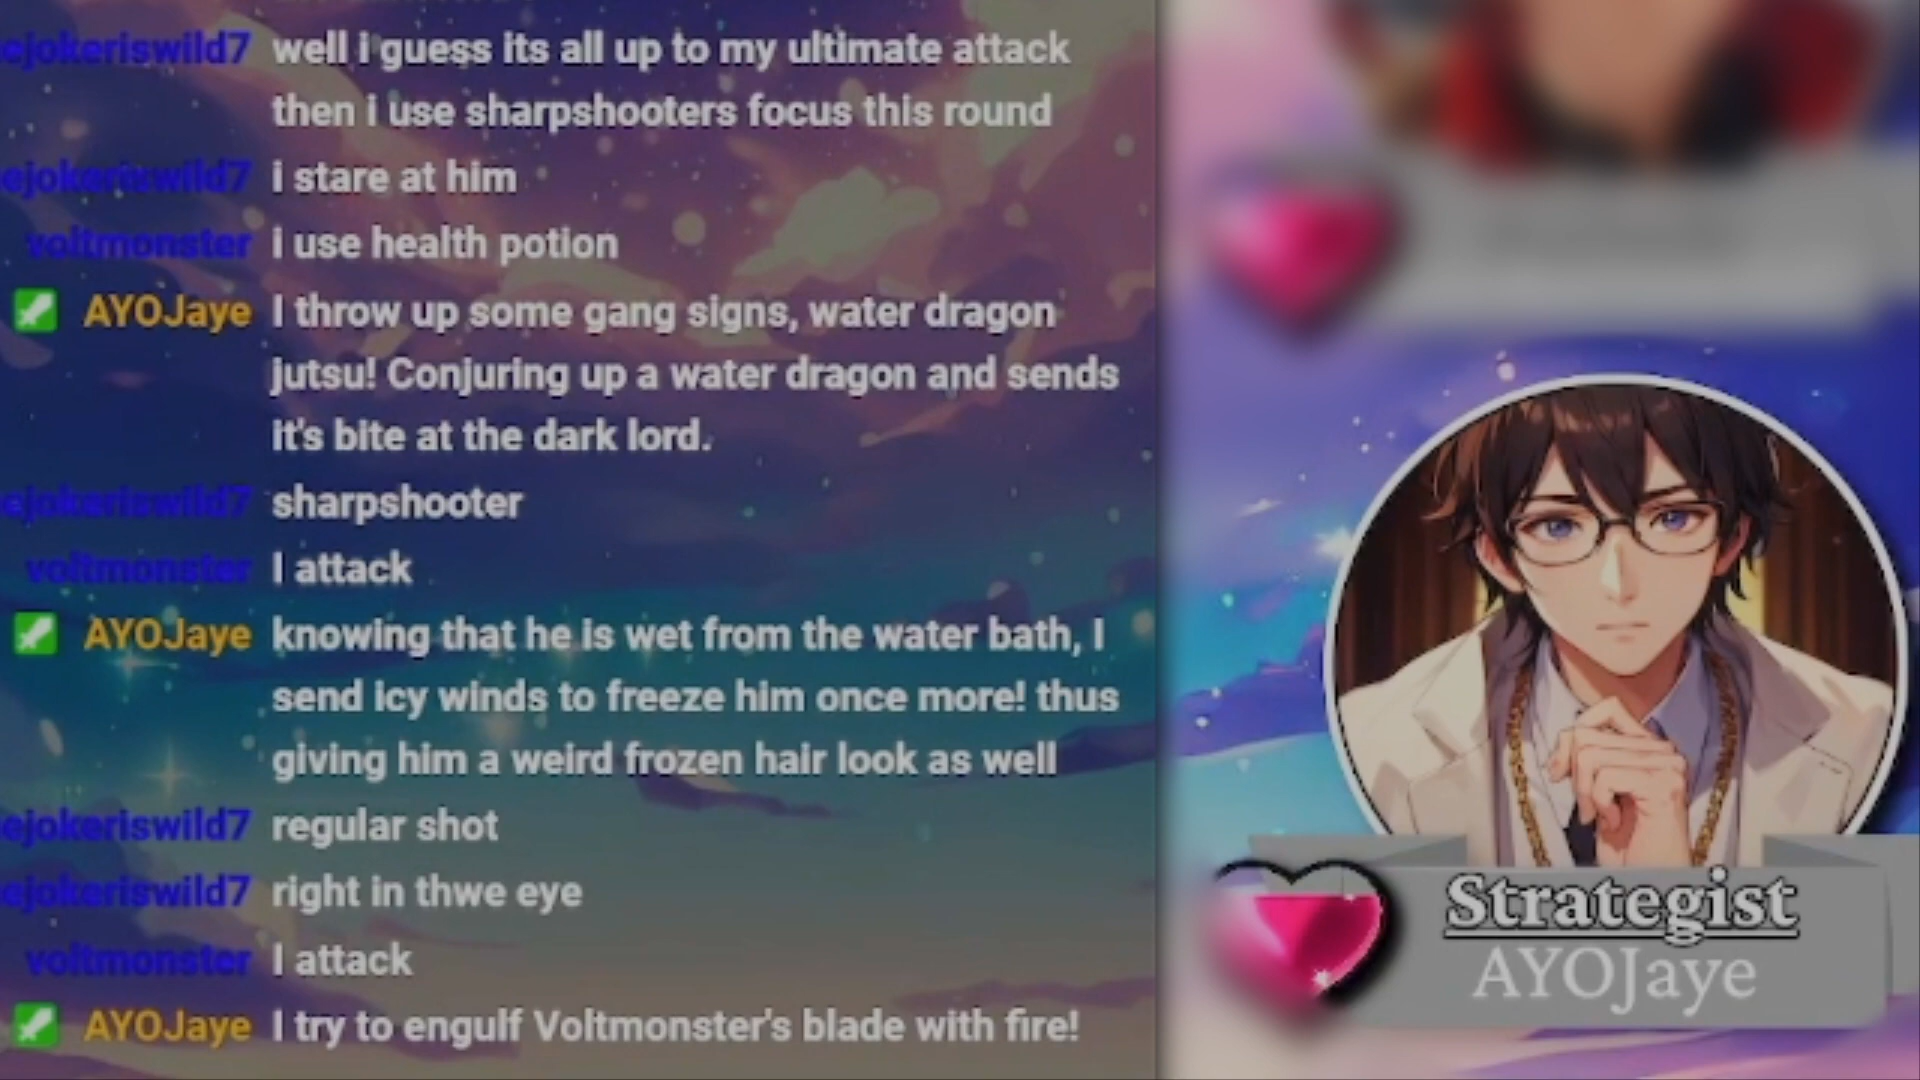 ejokeriswild7 well i guess its all up to my ultimate attack
then i use sharpshooters focus this round
ejokeriswild7 i stare at him
voltmonster i use health potion
AYOJaye I throw up some gang signs, water dragon
jutsu! Conjuring up a water dragon and sends
it's bite at the dark lord.
ejokeriswild7 sharpshooter
voltmonster I attack
AYOJaye knowing that he is wet from the water bath, I
send icy winds to freeze him once more! thus
giving him a weird frozen hair look as well
ejokeriswild7 regular shot
ejokeriswild7 right in thwe eye
voltmonster I attack
AYOJaye I try to engulf Voltmonster's blade with fire!
Strategist
AYOJaye